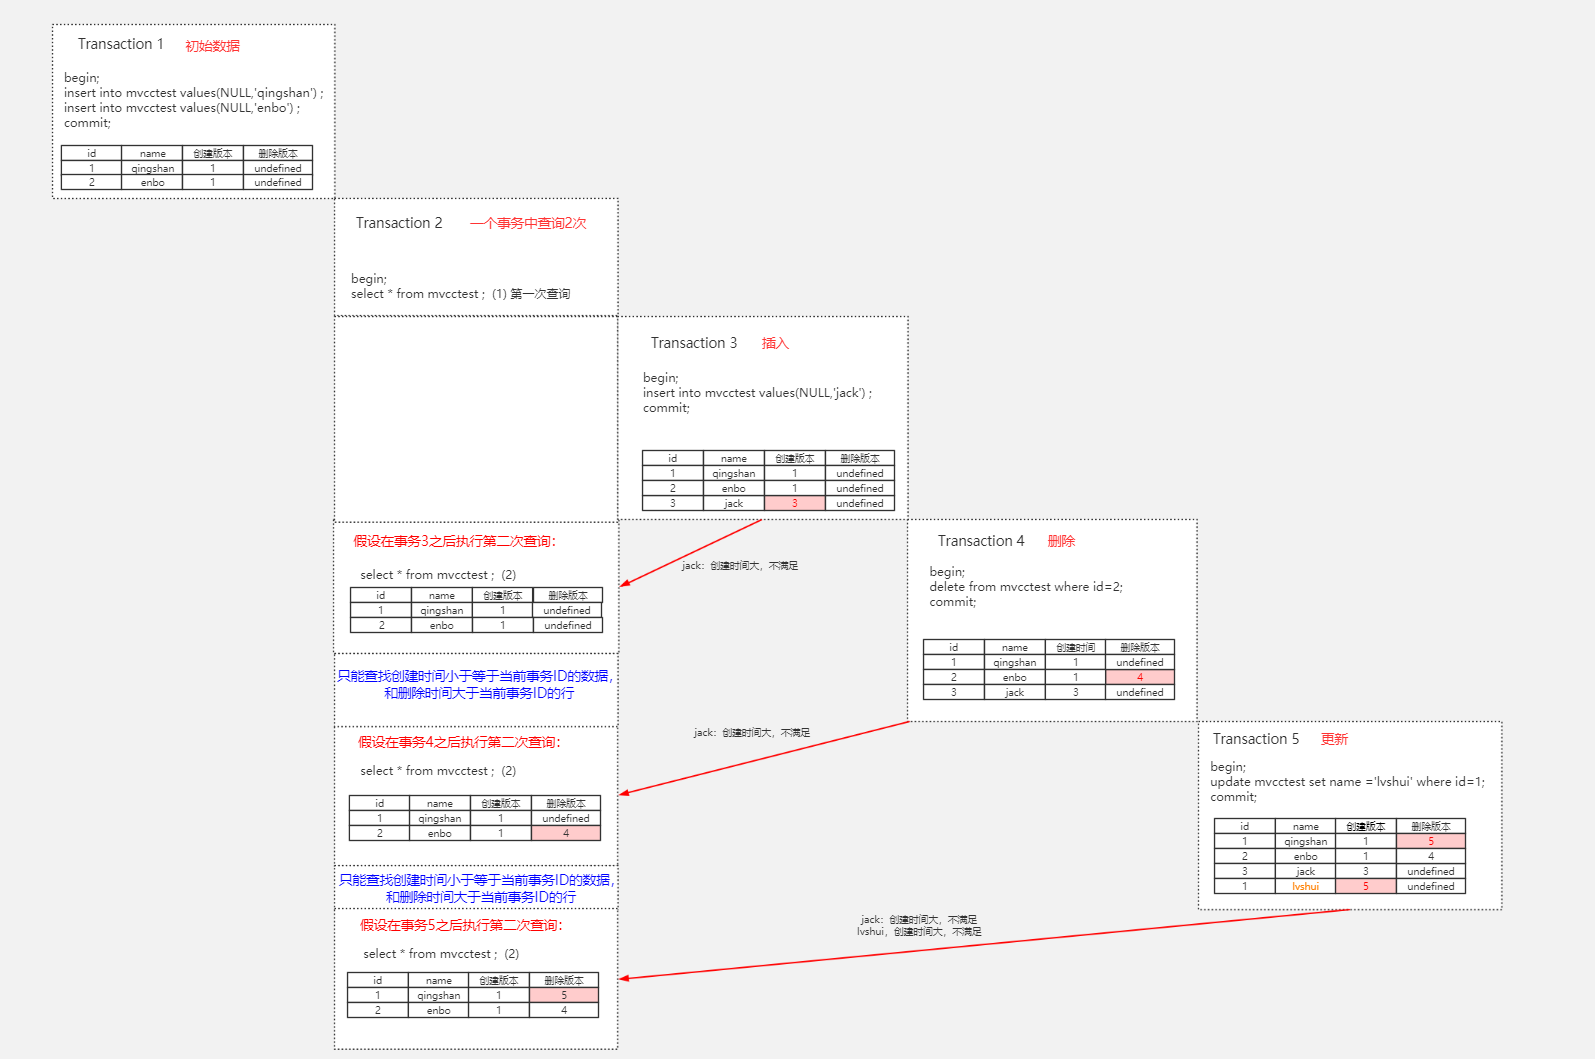 Transaction 1 初始数据
begin;
insert into mvcctest values(NULL,'qingshan') ;
insert into mvcctest values(NULL,'enbo') ;
commit;
id name 创建版本 删除版本
1 qingshan 1 undefined
2 enbo 1 undefined
Transaction 2 一个事务中查询2次
begin;
select * from mvcctest ; (1) 第一次查询
Transaction 3 插入
begin;
insert into mvcctest values(NULL,'jack') ;
commit;
id name 创建版本 删除版本
1 qingshan 1 undefined
2 enbo 1 undefined
3 jack 3 undefined
假设在事务3之后执行第二次查询：
jack：创建时间大，不满足
select * from mvcctest ; (2)
id name 创建版本 删除版本
1 qingshan 1 undefined
2 enbo 1 undefined
Transaction 4 删除
begin;
delete from mvcctest where id=2;
commit;
id name 创建时间 删除版本
1 qingshan 1 undefined
2 enbo 1 4
3 jack 3 undefined
只能查找创建时间小于等于当前事务ID的数据，
和删除时间大于当前事务ID的行
jack：创建时间大，不满足
假设在事务4之后执行第二次查询：
select * from mvcctest ; (2)
id name 创建版本 删除版本
1 qingshan 1 undefined
2 enbo 1 4
Transaction 5 更新
begin;
update mvcctest set name ='lvshui' where id=1;
commit;
id name 创建版本 删除版本
1 qingshan 1 5
2 enbo 1 4
3 jack 3 undefined
1 lvshui 5 undefined
只能查找创建时间小于等于当前事务ID的数据，
和删除时间大于当前事务ID的行
假设在事务5之后执行第二次查询：
jack：创建时间大，不满足
lvshui，创建时间大，不满足
select * from mvcctest ; (2)
id name 创建版本 删除版本
1 qingshan 1 5
2 enbo 1 4